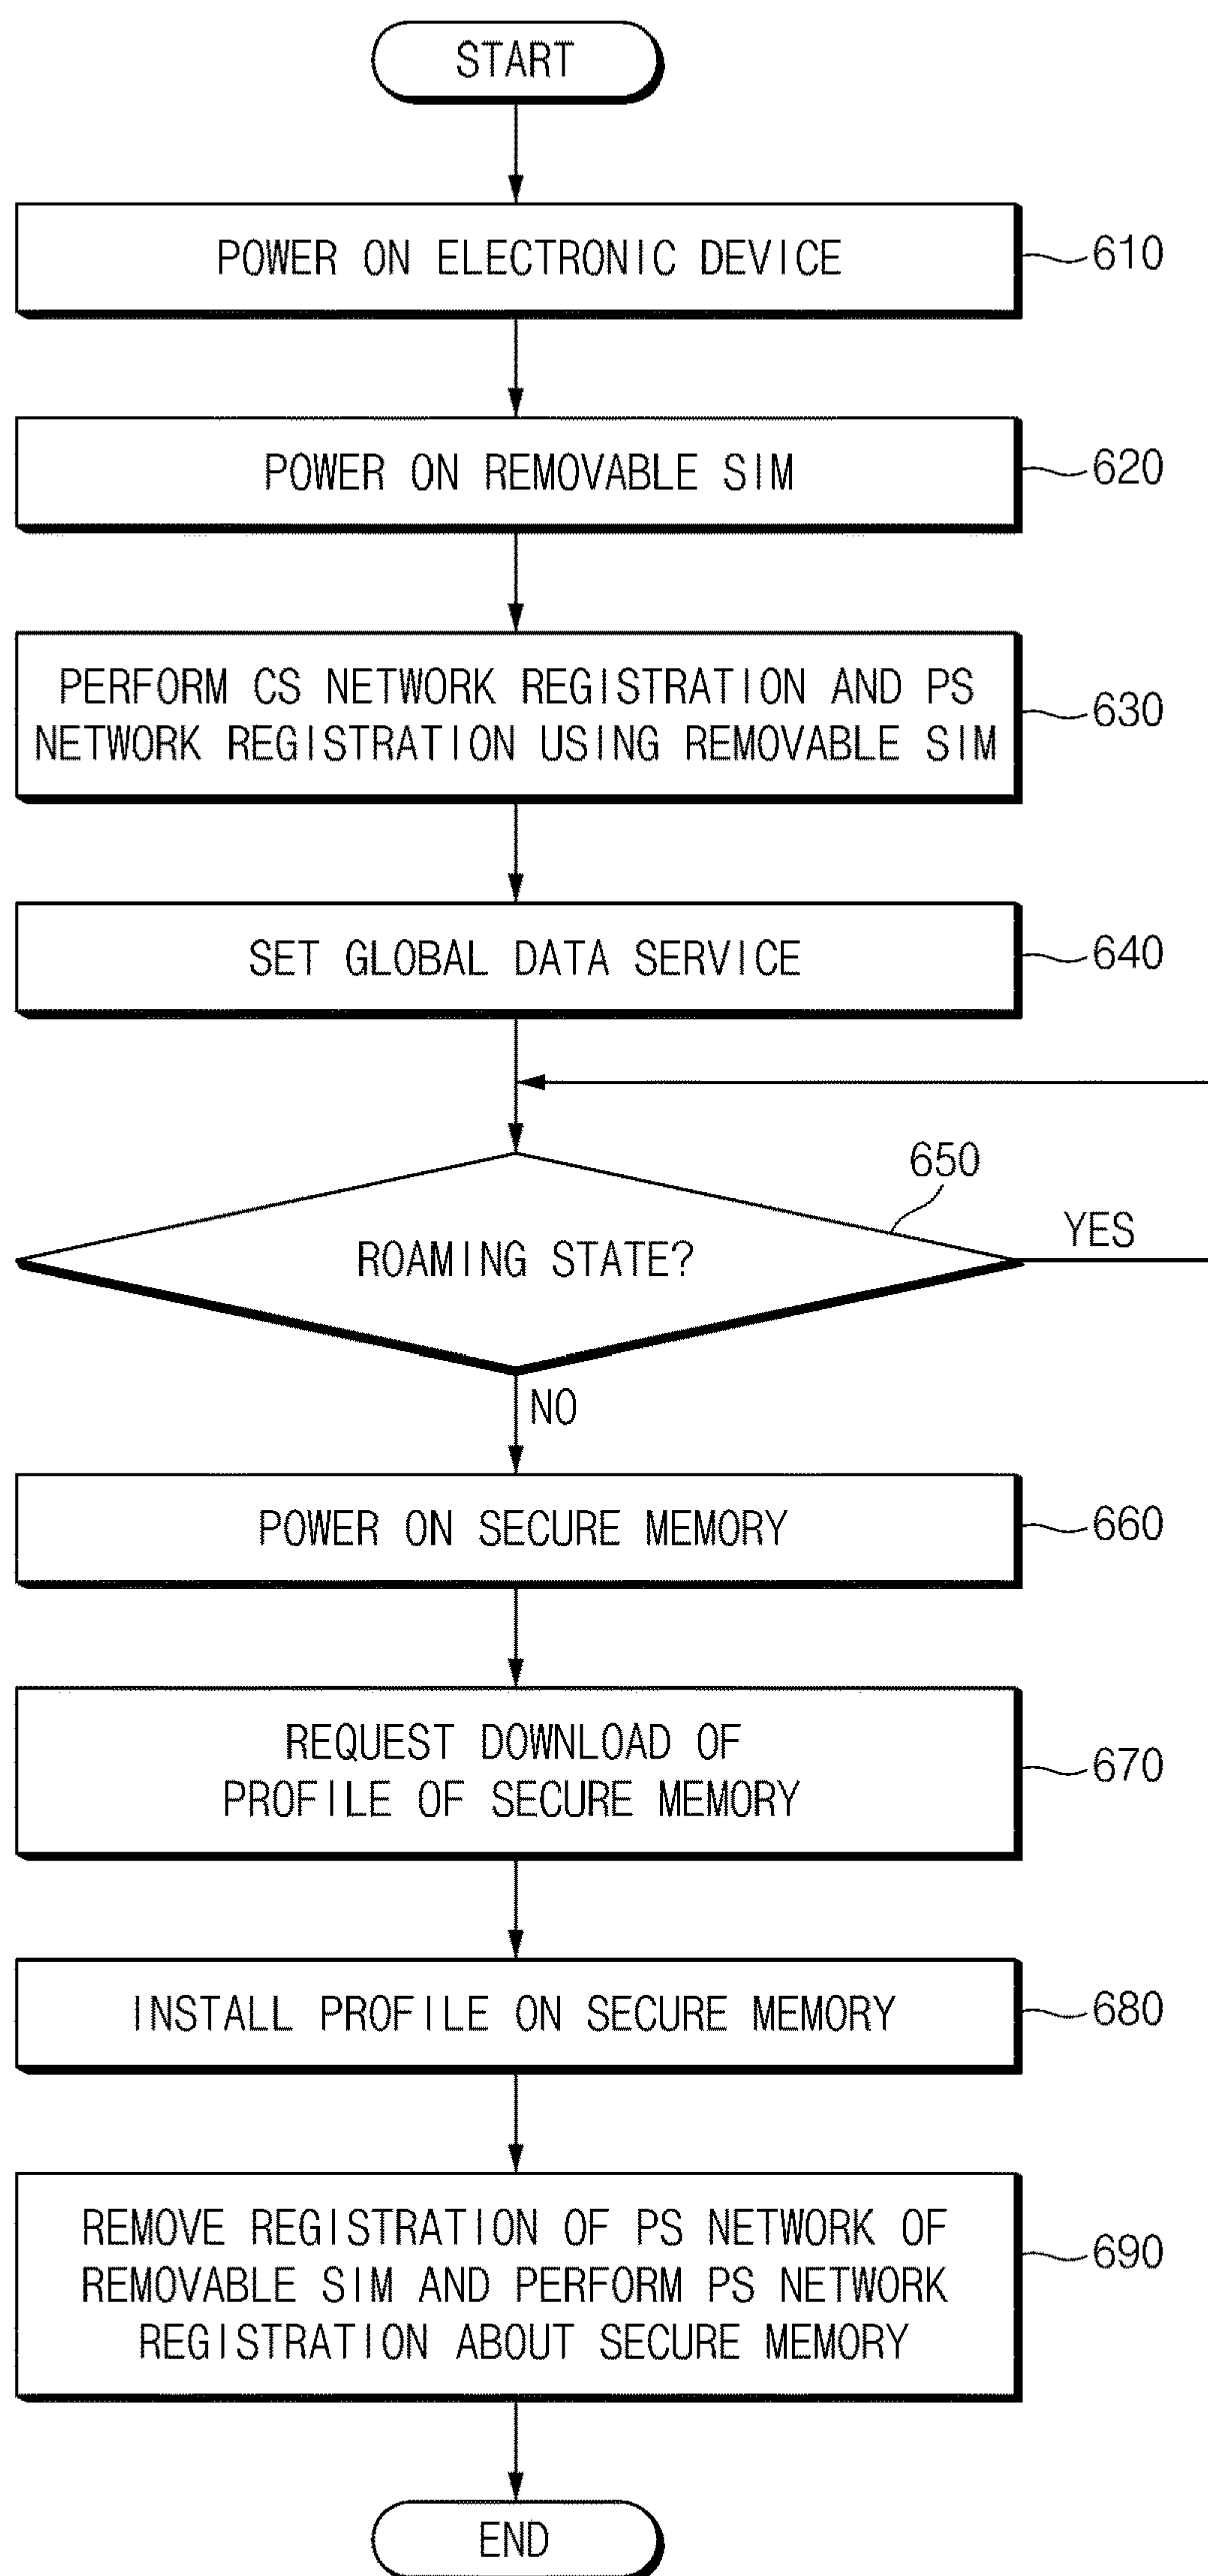 START
POWER ON ELECTRONIC DEVICE
610
POWER ON REMOVABLE SIM
620
PERFORM CS NETWORK REGISTRATION AND PS
NETWORK REGISTRATION USING REMOVABLE SIM
630
SET GLOBAL DATA SERVICE
640
650
ROAMING STATE?
YES
NO
POWER ON SECURE MEMORY
660
REQUEST DOWNLOAD OF
PROFILE OF SECURE MEMORY
670
INSTALL PROFILE ON SECURE MEMORY
680
REMOVE REGISTRATION OF PS NETWORK OF
REMOVABLE SIM AND PERFORM PS NETWORK
REGISTRATION ABOUT SECURE MEMORY
690
END